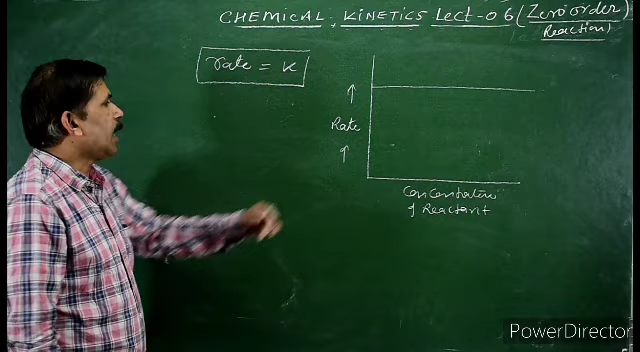 CHEMICAL KINETICS Lect-06 (Zero order
Reaction)
rate = k
Rate
Concentration
of Reactant
PowerDirector